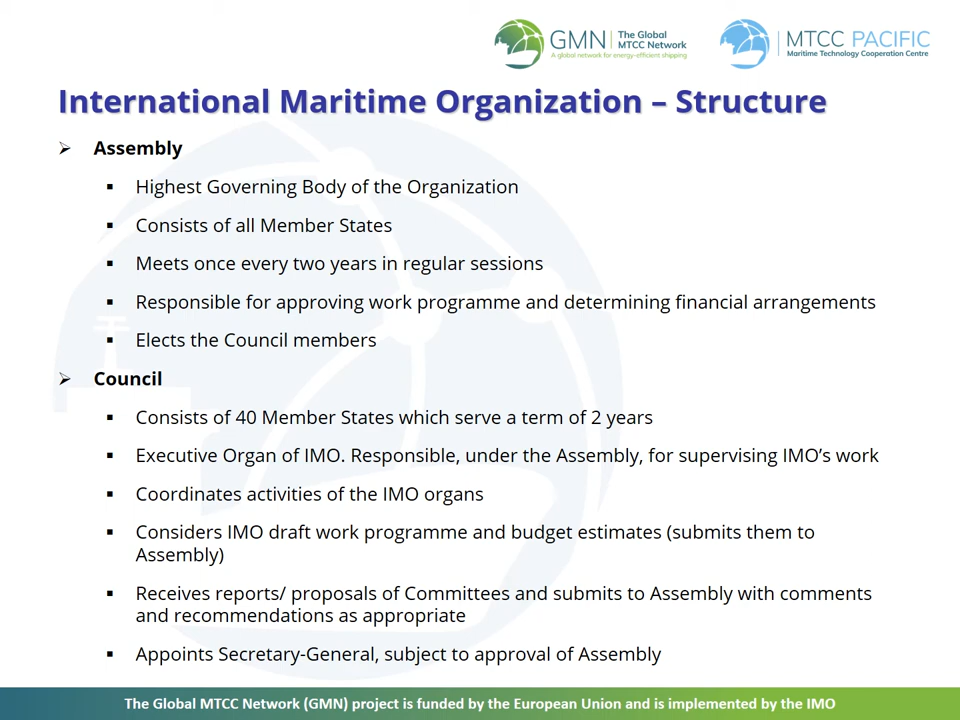 GMN
The Global
MTCC Network
A global network for energy-efficient shipping
MTCC PACIFIC
Maritime Technology Cooperation Centre
International Maritime Organization – Structure
Assembly
Highest Governing Body of the Organization
Consists of all Member States
Meets once every two years in regular sessions
Responsible for approving work programme and determining financial arrangements
Elects the Council members
Council
Consists of 40 Member States which serve a term of 2 years
Executive Organ of IMO. Responsible, under the Assembly, for supervising IMO’s work
Coordinates activities of the IMO organs
Considers IMO draft work programme and budget estimates (submits them to
Assembly)
Receives reports/ proposals of Committees and submits to Assembly with comments
and recommendations as appropriate
Appoints Secretary-General, subject to approval of Assembly
The Global MTCC Network (GMN) project is funded by the European Union and is implemented by the IMO